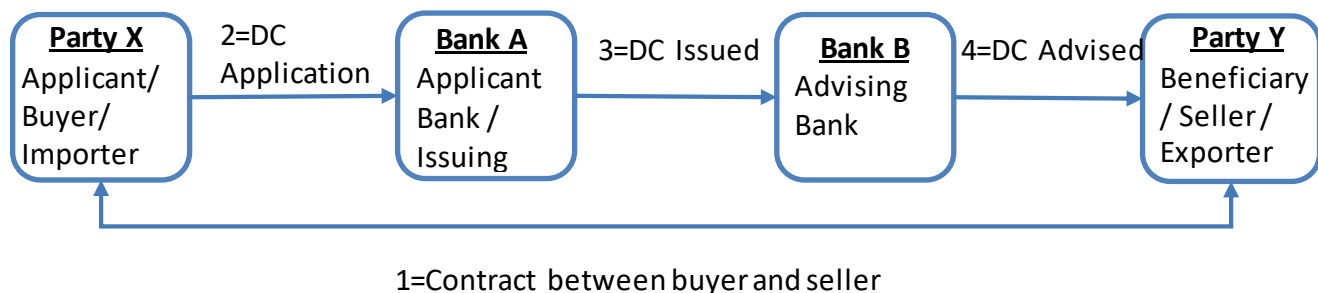 Party X
Applicant/
Buyer/
Importer
2=DC
Application
Bank A
Applicant
Bank /
Issuing
3=DC Issued
Bank B
Advising
Bank
4=DC Advised
Party Y
Beneficiary
/ Seller /
Exporter
1=Contract between buyer and seller